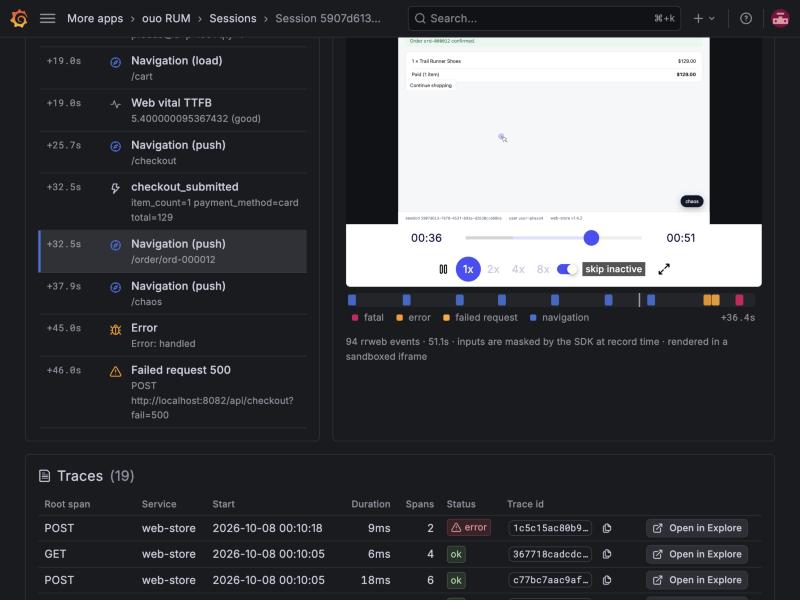 More apps › ouo RUM › Sessions › Session 5907d613...
Search...
⌘+k
+19.0s
Navigation (load)
/cart
+19.0s
Web vital TTFB
5.400000095367432 (good)
+25.7s
Navigation (push)
/checkout
+32.5s
checkout_submitted
item_count=1 payment_method=card
total=129
+32.5s
Navigation (push)
/order/ord-000012
+37.9s
Navigation (push)
/chaos
+45.0s
Error
Error: handled
+46.0s
Failed request 500
POST
http://localhost:8082/api/checkout?
fail=500
Order ord-000012 confirmed.
1 × Trail Runner Shoes $129.00
Paid (1 item) $129.00
Continue shopping
chaos
00:36 00:51
1x 2x 4x 8x skip inactive
fatal error failed request navigation +36.4s
94 rrweb events · 51.1s · inputs are masked by the SDK at record time · rendered in a
sandboxed iframe
Traces (19)
Root span Service Start Duration Spans Status Trace id
POST web-store 2026-10-08 00:10:18 9ms 2 error 1c5c15ac80b9… Open in Explore
GET web-store 2026-10-08 00:10:05 6ms 4 ok 367718cadcdc… Open in Explore
POST web-store 2026-10-08 00:10:05 18ms 6 ok c77bc7aac9af… Open in Explore